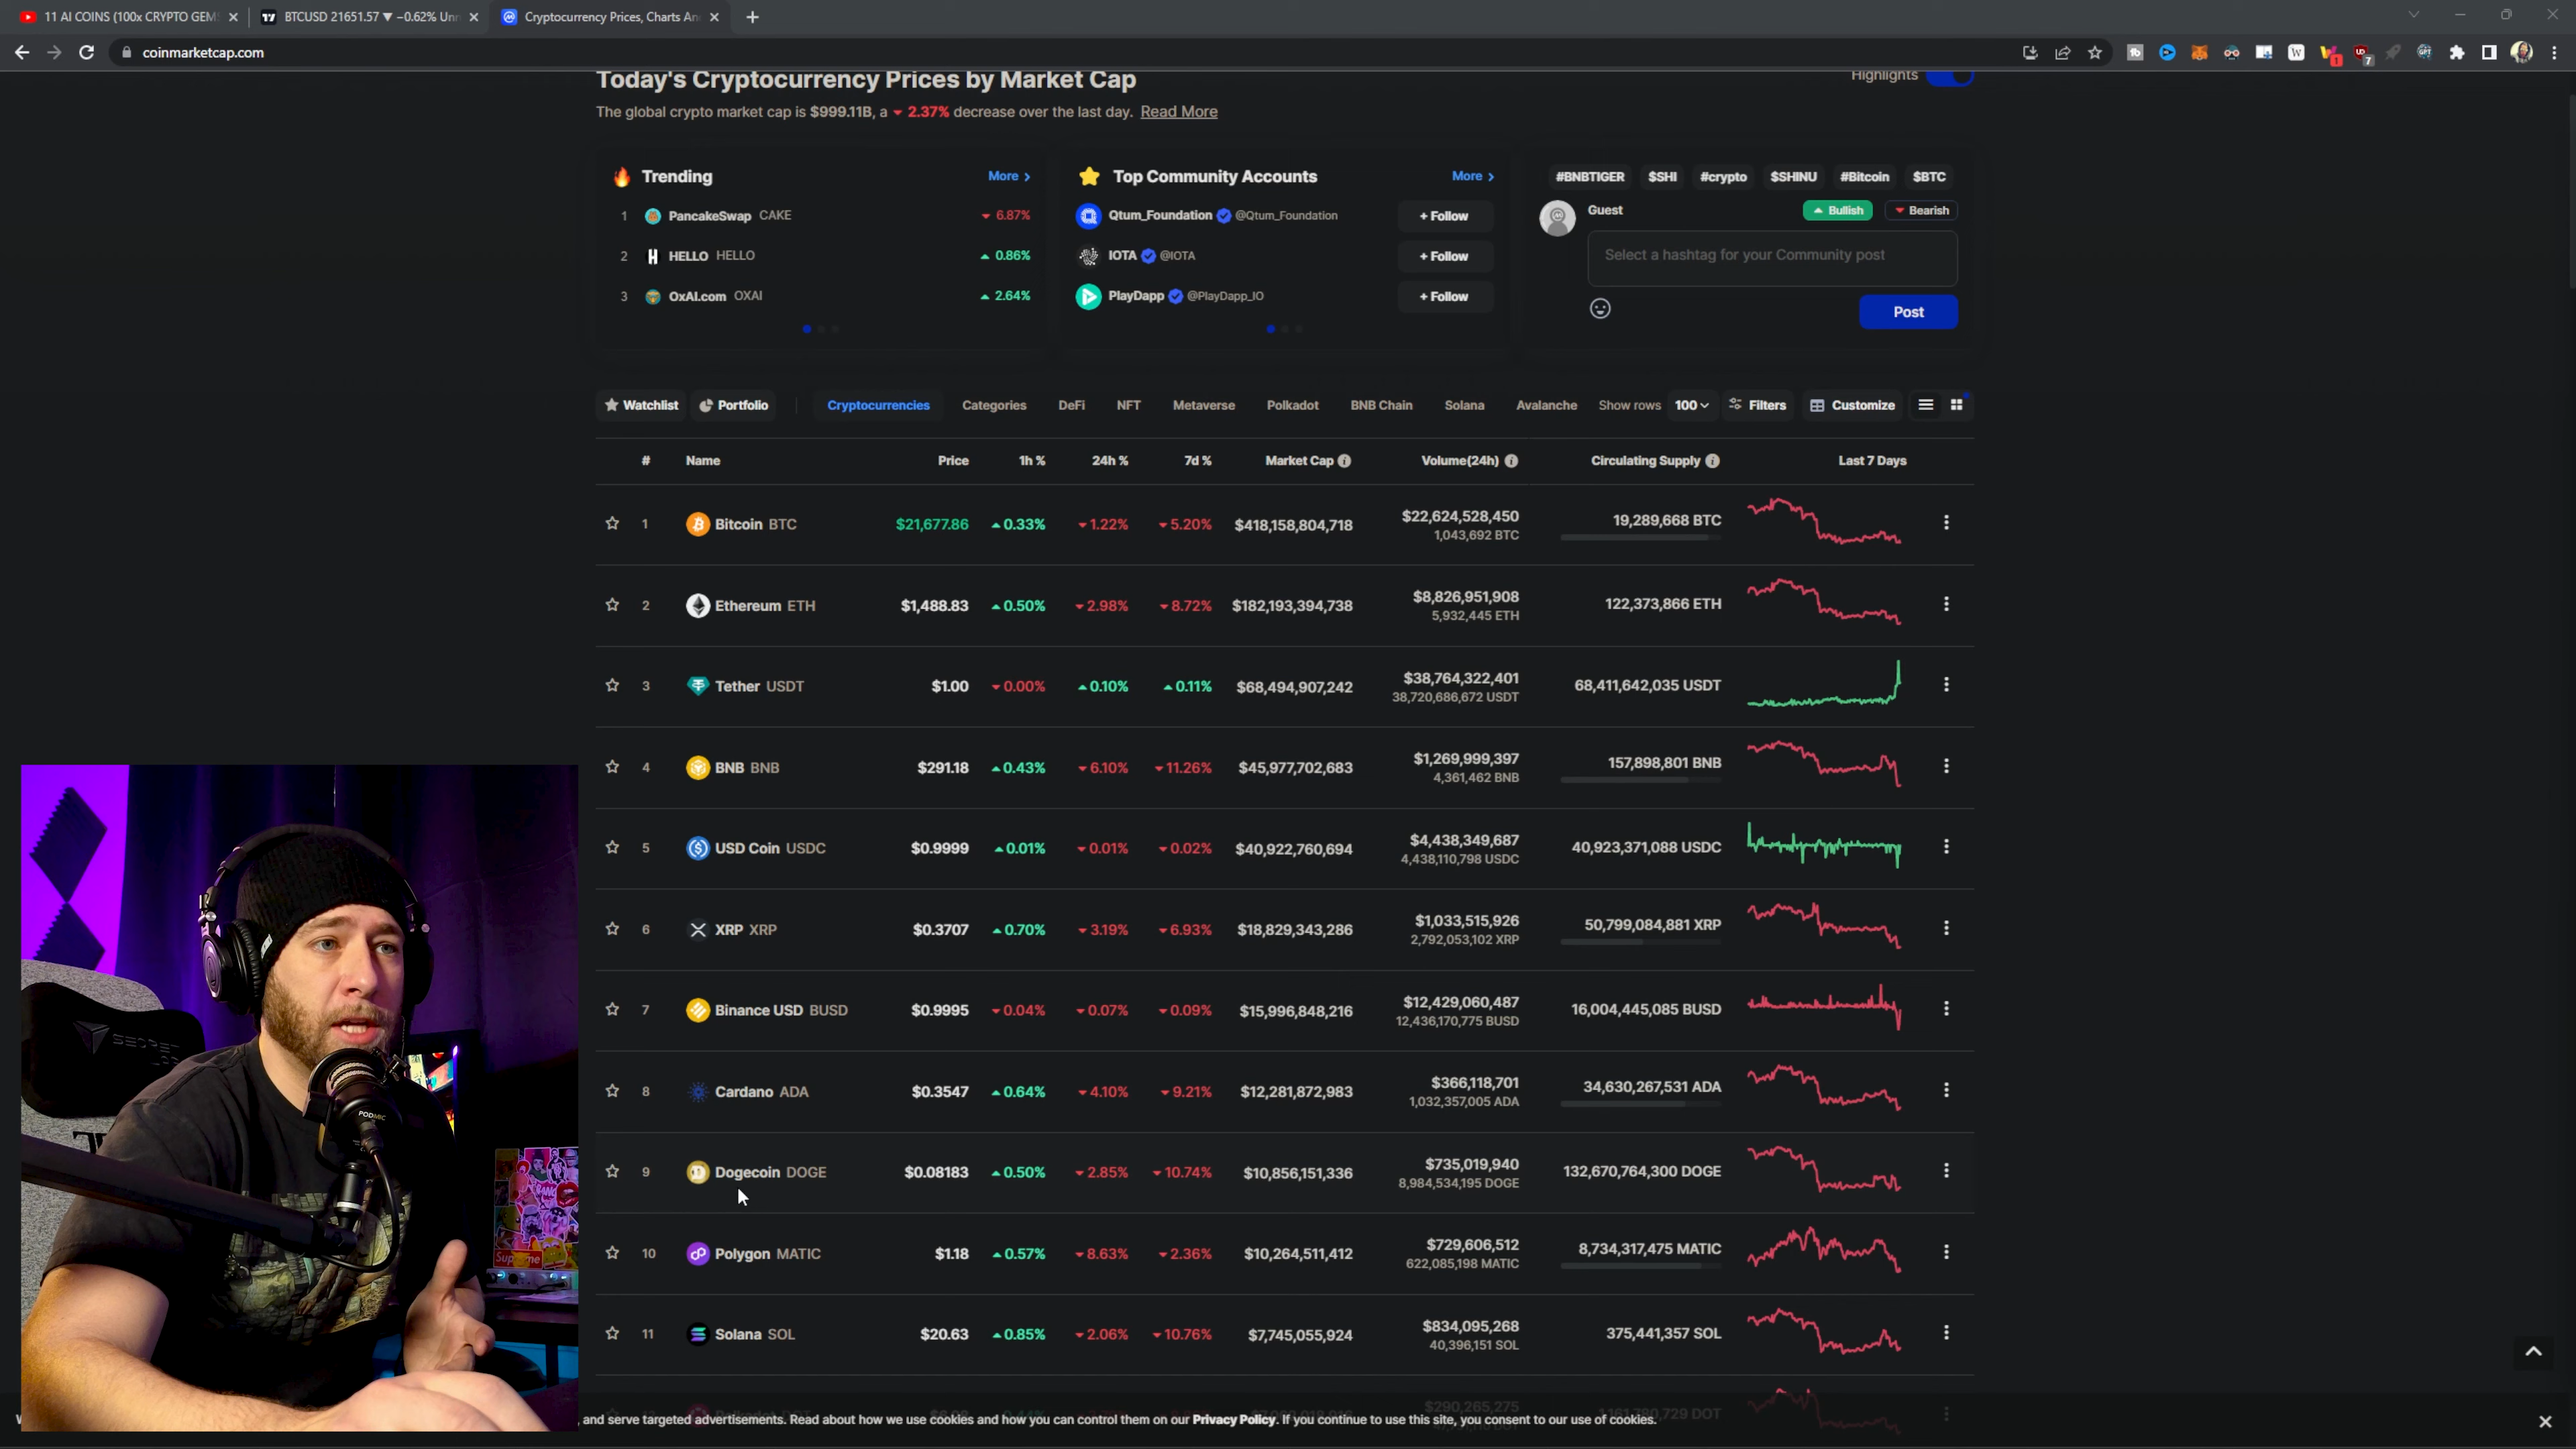 11 AI COINS (100x CRYPTO GEM
BTCUSD 21651.57 ▼ −0.62% Unn
Cryptocurrency Prices, Charts An
coinmarketcap.com
Today's Cryptocurrency Prices by Market Cap
Highlights
The global crypto market cap is $999.11B, a ▼ 2.37% decrease over the last day. Read More
Trending More >
1 PancakeSwap CAKE ▼ 6.87%
2 HELLO HELLO ▲ 0.86%
3 OxAI.com OXAI ▲ 2.64%
Top Community Accounts More >
Qtum_Foundation @Qtum_Foundation + Follow
IOTA @IOTA + Follow
PlayDapp @PlayDapp_IO + Follow
#BNBTIGER $SHI #crypto $SHINU #Bitcoin $BTC
Guest ▲ Bullish ▼ Bearish
Select a hashtag for your Community post
Post
Watchlist Portfolio Cryptocurrencies Categories DeFi NFT Metaverse Polkadot BNB Chain Solana Avalanche Show rows 100 Filters Customize
# Name Price 1h % 24h % 7d % Market Cap Volume(24h) Circulating Supply Last 7 Days
1 Bitcoin BTC $21,677.86 ▲0.33% ▼1.22% ▼5.20% $418,158,804,718 $22,624,528,450 19,289,668 BTC
1,043,692 BTC
2 Ethereum ETH $1,488.83 ▲0.50% ▼2.98% ▼8.72% $182,193,394,738 $8,826,951,908 122,373,866 ETH
5,932,445 ETH
3 Tether USDT $1.00 ▼0.00% ▲0.10% ▲0.11% $68,494,907,242 $38,764,322,401 68,411,642,035 USDT
38,720,686,672 USDT
4 BNB BNB $291.18 ▲0.43% ▼6.10% ▼11.26% $45,977,702,683 $1,269,999,397 157,898,801 BNB
4,361,462 BNB
5 USD Coin USDC $0.9999 ▲0.01% ▼0.01% ▼0.02% $40,922,760,694 $4,438,349,687 40,923,371,088 USDC
4,438,110,798 USDC
6 XRP XRP $0.3707 ▲0.70% ▼3.19% ▼6.93% $18,829,343,286 $1,033,515,926 50,799,084,881 XRP
2,792,053,102 XRP
7 Binance USD BUSD $0.9995 ▼0.04% ▼0.07% ▼0.09% $15,996,848,216 $12,429,060,487 16,004,445,085 BUSD
12,436,170,775 BUSD
8 Cardano ADA $0.3547 ▲0.64% ▼4.10% ▼9.21% $12,281,872,983 $366,118,701 34,630,267,531 ADA
1,032,357,005 ADA
9 Dogecoin DOGE $0.08183 ▲0.50% ▼2.85% ▼10.74% $10,856,151,336 $735,019,940 132,670,764,300 DOGE
8,984,534,195 DOGE
10 Polygon MATIC $1.18 ▲0.57% ▼8.63% ▼2.36% $10,264,511,412 $729,606,512 8,734,317,475 MATIC
622,085,198 MATIC
11 Solana SOL $20.63 ▲0.85% ▼2.06% ▼10.76% $7,745,055,924 $834,095,268 375,441,357 SOL
40,396,151 SOL
$290,265,275
, and serve targeted advertisements. Read about how we use cookies and how you can control them on our Privacy Policy. If you continue to use this site, you consent to our use of cookies.
PODMIC
Supreme